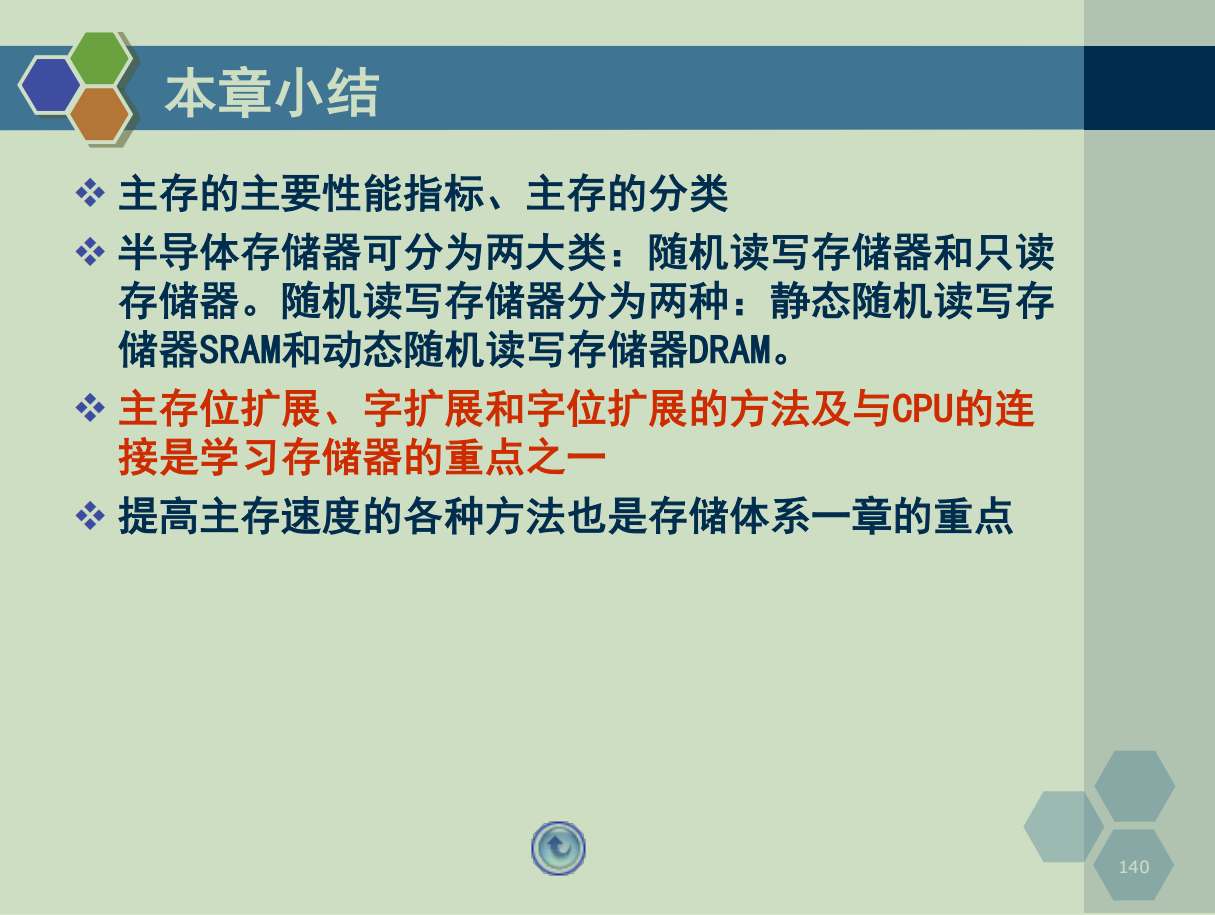 本章小结
主存的主要性能指标、主存的分类
半导体存储器可分为两大类：随机读写存储器和只读
存储器。随机读写存储器分为两种：静态随机读写存
储器SRAM和动态随机读写存储器DRAM。
主存位扩展、字扩展和字位扩展的方法及与CPU的连
接是学习存储器的重点之一
提高主存速度的各种方法也是存储体系一章的重点
140